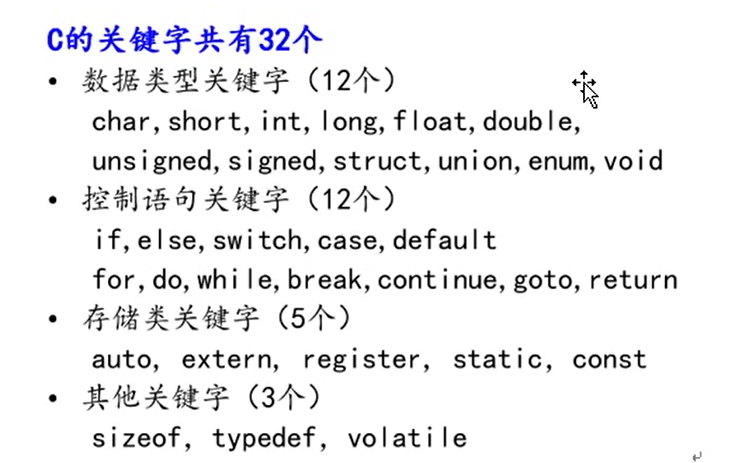 C的关键字共有32个
• 数据类型关键字（12个）
char,short,int,long,float,double,
unsigned,signed,struct,union,enum,void
• 控制语句关键字（12个）
if,else,switch,case,default
for,do,while,break,continue,goto,return
• 存储类关键字（5个）
auto, extern, register, static, const
• 其他关键字（3个）
sizeof, typedef, volatile